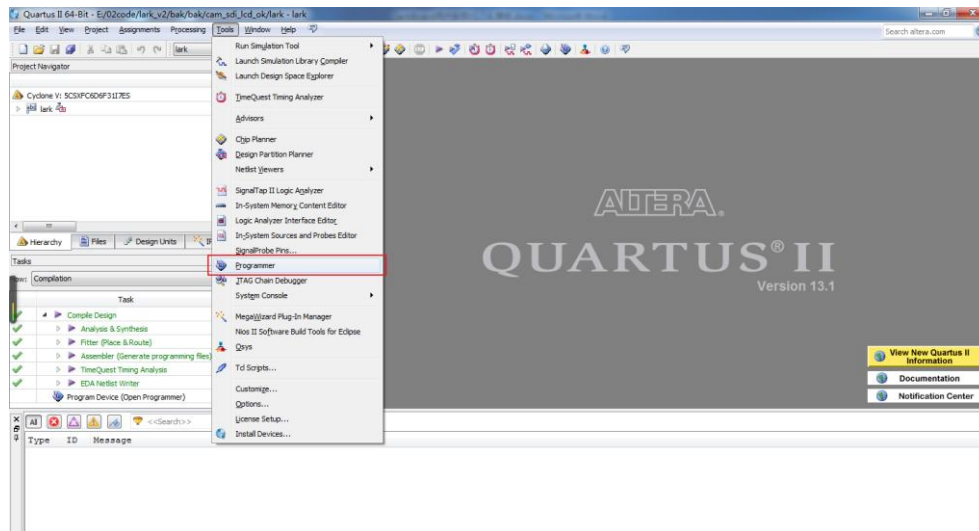 Quartus II 64-Bit - E:/02code/lark_v2/bak/bak/cam_sdi_lcd_ok/lark - lark
File Edit View Project Assignments Processing Tools Window Help
Search altera.com
lark
Project Navigator
Cyclone V: 5CSXFC6D6F31I7ES
lark
Hierarchy Files Design Units
Tasks
Compilation
Task
Compile Design
Analysis & Synthesis
Fitter (Place & Route)
Assembler (Generate programming files)
TimeQuest Timing Analysis
EDA Netlist Writer
Program Device (Open Programmer)
Run Simulation Tool
Launch Simulation Library Compiler
Launch Design Space Explorer
TimeQuest Timing Analyzer
Advisors
Chip Planner
Design Partition Planner
Netlist Viewers
SignalTap II Logic Analyzer
In-System Memory Content Editor
Logic Analyzer Interface Editor
In-System Sources and Probes Editor
SignalProbe Pins...
Programmer
JTAG Chain Debugger
System Console
MegaWizard Plug-In Manager
Nios II Software Build Tools for Eclipse
Qsys
Tcl Scripts...
Customize...
Options...
License Setup...
Install Devices...
ALTERA.
QUARTUS® II
Version 13.1
View New Quartus II
Information
Documentation
Notification Center
All <<Search>>
Type ID Message